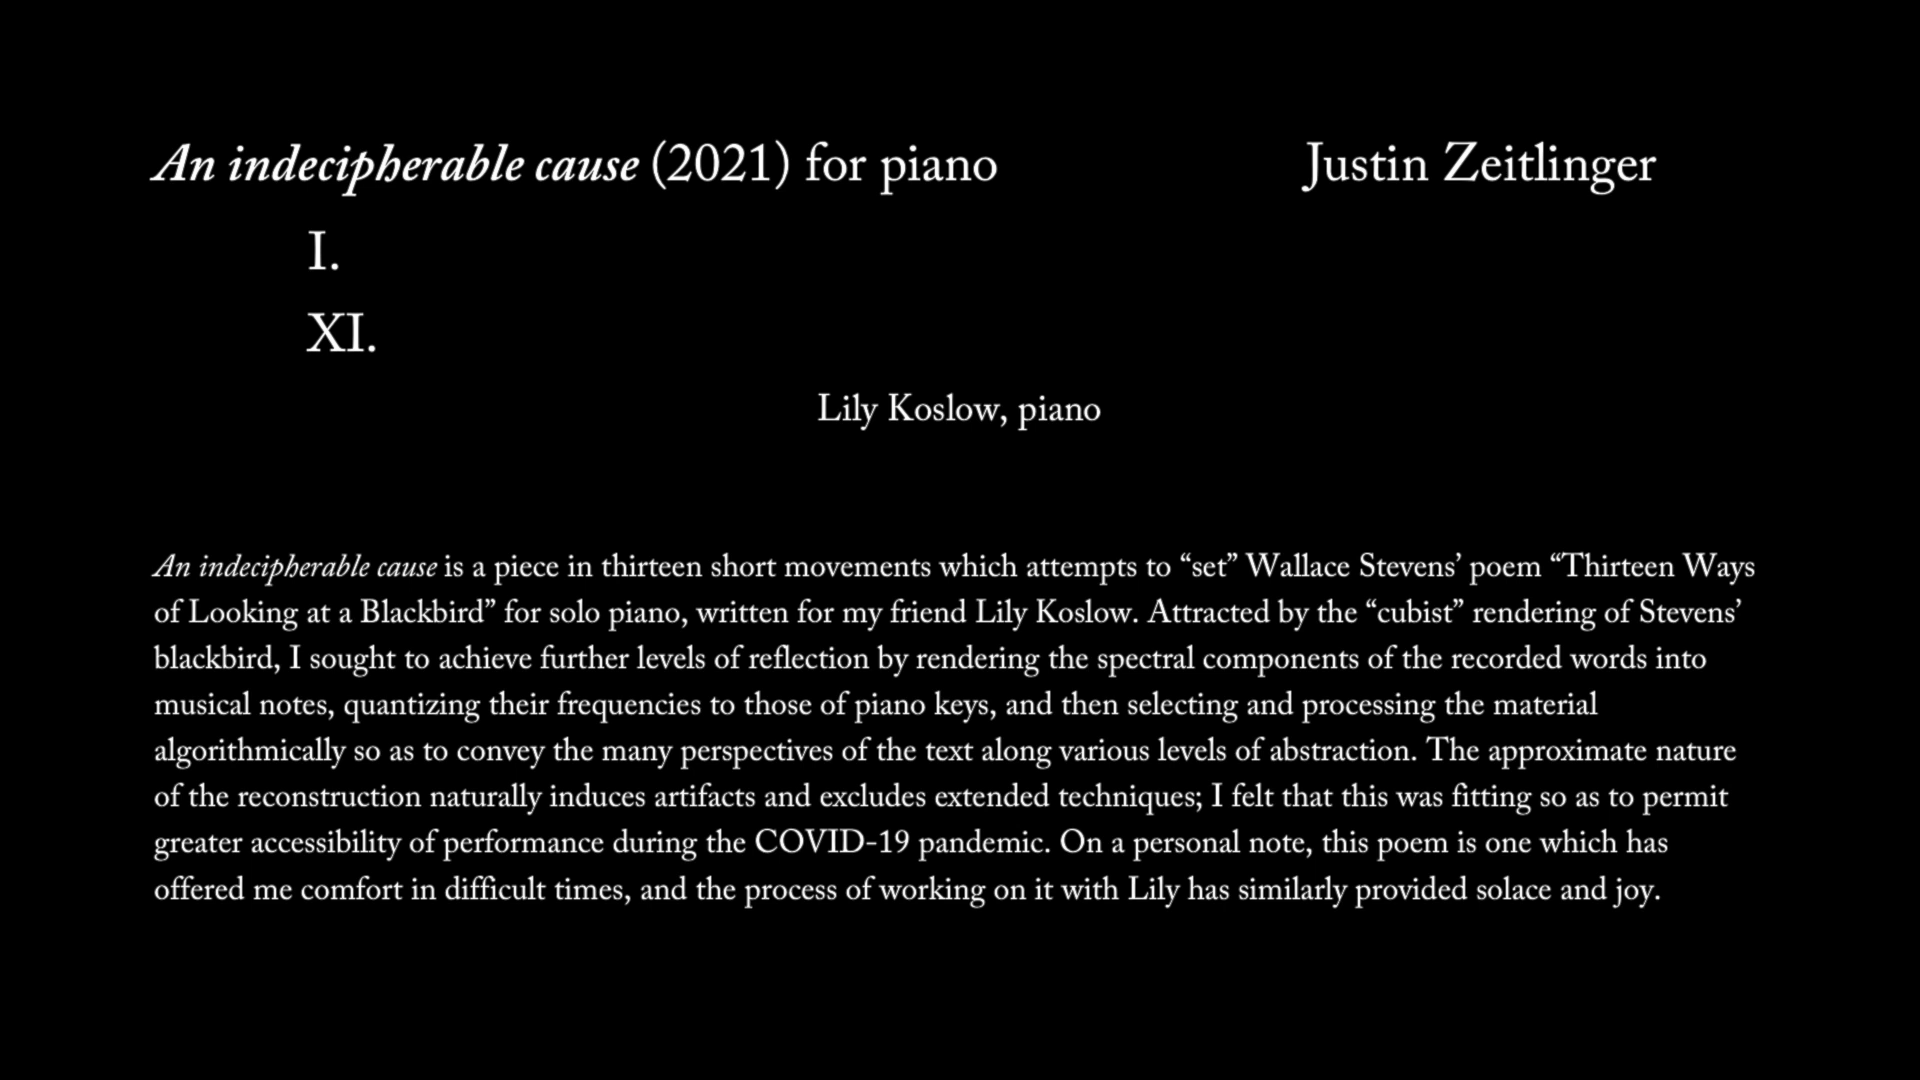 An indecipherable cause (2021) for piano Justin Zeitlinger
I.
XI.
Lily Koslow, piano
An indecipherable cause is a piece in thirteen short movements which attempts to “set” Wallace Stevens’ poem “Thirteen Ways
of Looking at a Blackbird” for solo piano, written for my friend Lily Koslow. Attracted by the “cubist” rendering of Stevens’
blackbird, I sought to achieve further levels of reflection by rendering the spectral components of the recorded words into
musical notes, quantizing their frequencies to those of piano keys, and then selecting and processing the material
algorithmically so as to convey the many perspectives of the text along various levels of abstraction. The approximate nature
of the reconstruction naturally induces artifacts and excludes extended techniques; I felt that this was fitting so as to permit
greater accessibility of performance during the COVID-19 pandemic. On a personal note, this poem is one which has
offered me comfort in difficult times, and the process of working on it with Lily has similarly provided solace and joy.